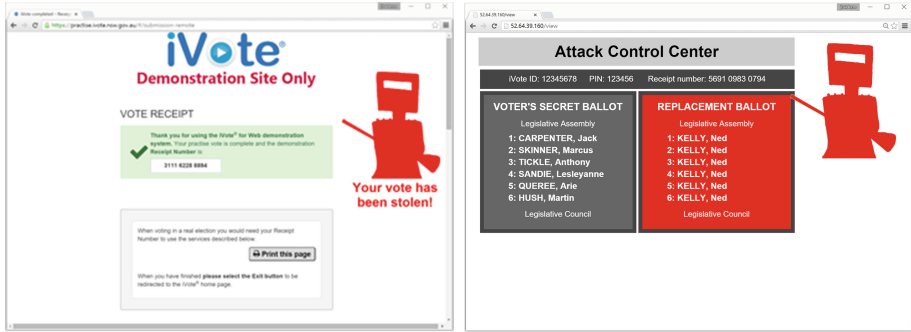 iVote completed - Receip
https://practise.ivote.nsw.gov.au/#/submission-remote
iVote®
Demonstration Site Only
VOTE RECEIPT
Thank you for using the iVote® for Web demonstration
system. Your practise vote is complete and the demonstration
Receipt Number is:
3111 6228 8894
Your vote has
been stolen!
When voting in a real election you would need your Receipt
Number to use the services described below.
Print this page
When you have finished please select the Exit button to be
redirected to the iVote® home page.
52.64.39.160/view
52.64.39.160/view
Attack Control Center
iVote ID: 12345678 PIN: 123456 Receipt number: 5691 0983 0794
VOTER'S SECRET BALLOT
Legislative Assembly
1: CARPENTER, Jack
2: SKINNER, Marcus
3: TICKLE, Anthony
4: SANDIE, Lesleyanne
5: QUEREE, Arie
6: HUSH, Martin
Legislative Council
REPLACEMENT BALLOT
Legislative Assembly
1: KELLY, Ned
2: KELLY, Ned
3: KELLY, Ned
4: KELLY, Ned
5: KELLY, Ned
6: KELLY, Ned
Legislative Council